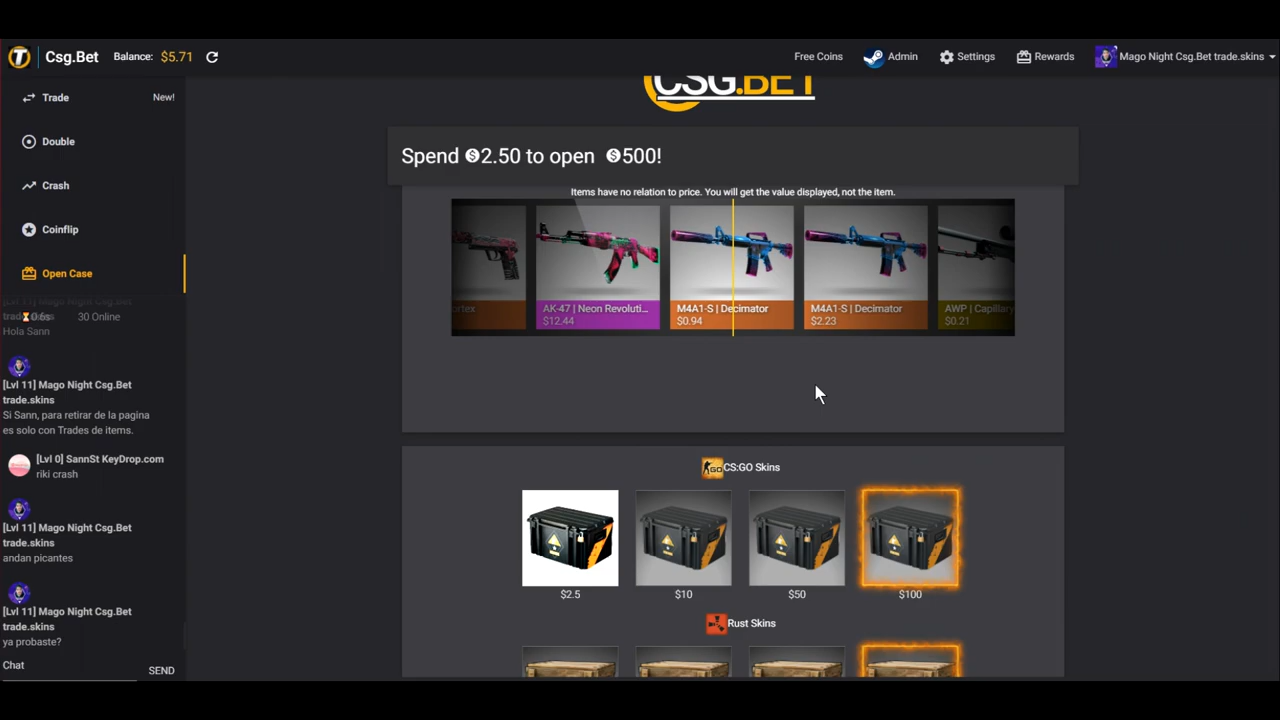 Csg.Bet
Balance: $5.71
Free Coins
Admin
Settings
Rewards
Mago Night Csg.Bet trade.skins
Trade New!
Double
Crash
Coinflip
Open Case
30 Online
Hola Sann
[Lvl 11] Mago Night Csg.Bet
trade.skins
Si Sann, para retirar de la pagina
es solo con Trades de items.
[Lvl 0] SannSt KeyDrop.com
riki crash
[Lvl 11] Mago Night Csg.Bet
trade.skins
andan picantes
[Lvl 11] Mago Night Csg.Bet
trade.skins
ya probaste?
Chat SEND
CSG.BET
Spend $2.50 to open $500!
Items have no relation to price. You will get the value displayed, not the item.
ortex
AK-47 | Neon Revoluti...
$12.44
M4A1-S | Decimator
$0.94
M4A1-S | Decimator
$2.23
AWP | Capillary
$0.21
CS:GO Skins
$2.5 $10 $50 $100
Rust Skins